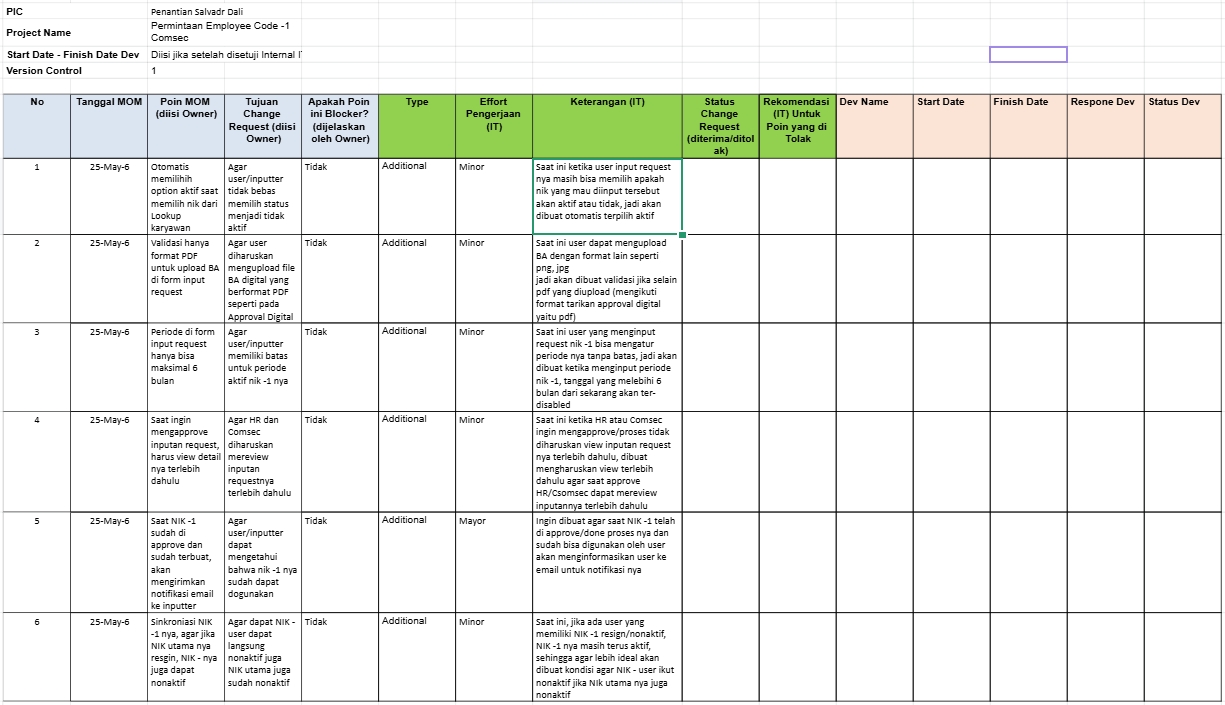 PIC
Penantian Salvadr Dali
Project Name
Permintaan Employee Code -1
Comsec
Start Date - Finish Date Dev
Diisi jika setelah disetuji Internal I
Version Control
1
No
Tanggal MOM
Poin MOM
(diisi Owner)
Tujuan
Change
Request (diisi
Owner)
Apakah Poin
ini Blocker?
(dijelaskan
oleh Owner)
Type
Effort
Pengerjaan
(IT)
Keterangan (IT)
Status
Change
Request
(diterima/ditol
ak)
Rekomendasi
(IT) Untuk
Poin yang di
Tolak
Dev Name
Start Date
Finish Date
Respone Dev
Status Dev
1
25-May-6
Otomatis
memilihih
option aktif saat
memilih nik dari
Lookup
karyawan
Agar
user/inputter
tidak bebas
memilih status
menjadi tidak
aktif
Tidak
Additional
Minor
Saat ini ketika user input request
nya masih bisa memilih apakah
nik yang mau diinput tersebut
akan aktif atau tidak, jadi akan
dibuat otomatis terpilih aktif
2
25-May-6
Validasi hanya
format PDF
untuk upload BA
di form input
request
Agar user
diharuskan
mengupload file
BA digital yang
berformat PDF
seperti pada
Approval Digital
Tidak
Additional
Minor
Saat ini user dapat mengupload
BA dengan format lain seperti
png, jpg
jadi akan dibuat validasi jika selain
pdf yang diupload (mengikuti
format tarikan approval digital
yaitu pdf)
3
25-May-6
Periode di form
input request
hanya bisa
maksimal 6
bulan
Agar
user/inputter
memiliki batas
untuk periode
aktif nik -1 nya
Tidak
Additional
Minor
Saat ini user yang menginput
request nik -1 bisa mengatur
periode nya tanpa batas, jadi akan
dibuat ketika menginput periode
nik -1, tanggal yang melebihi 6
bulan dari sekarang akan ter-
disabled
4
25-May-6
Saat ingin
mengapprove
inputan request,
harus view detail
nya terlebih
dahulu
Agar HR dan
Comsec
diharuskan
mereview
inputan
requestnya
terlebih dahulu
Tidak
Additional
Minor
Saat ini ketika HR atau Comsec
ingin mengapprove/proses tidak
diharuskan view inputan request
nya terlebih dahulu, dibuat
mengharuskan view terlebih
dahulu agar saat approve
HR/Csomsec dapat mereview
inputannya terlebih dahulu
5
25-May-6
Saat NIK -1
sudah di
approve dan
sudah terbuat,
akan
mengirimkan
notifikasi email
ke inputter
Agar
user/inputter
dapat
mengetahui
bahwa nik -1 nya
sudah dapat
dogunakan
Tidak
Additional
Mayor
Ingin dibuat agar saat NIK -1 telah
di approve/done proses nya dan
sudah bisa digunakan oleh user
akan menginformasikan user ke
email untuk notifikasi nya
6
25-May-6
Sinkroniasi NIK
-1 nya, agar jika
NIK utama nya
resgin, NIK - nya
juga dapat
nonaktif
Agar dapat NIK -
user dapat
langsung
nonaktif juga
NIK utama juga
sudah nonaktif
Tidak
Additional
Minor
Saat ini, jika ada user yang
memiliki NIK -1 resign/nonaktif,
NIK -1 nya masih terus aktif,
sehingga agar lebih ideal akan
dibuat kondisi agar NIK - user ikut
nonaktif jika NIk utama nya juga
nonaktif